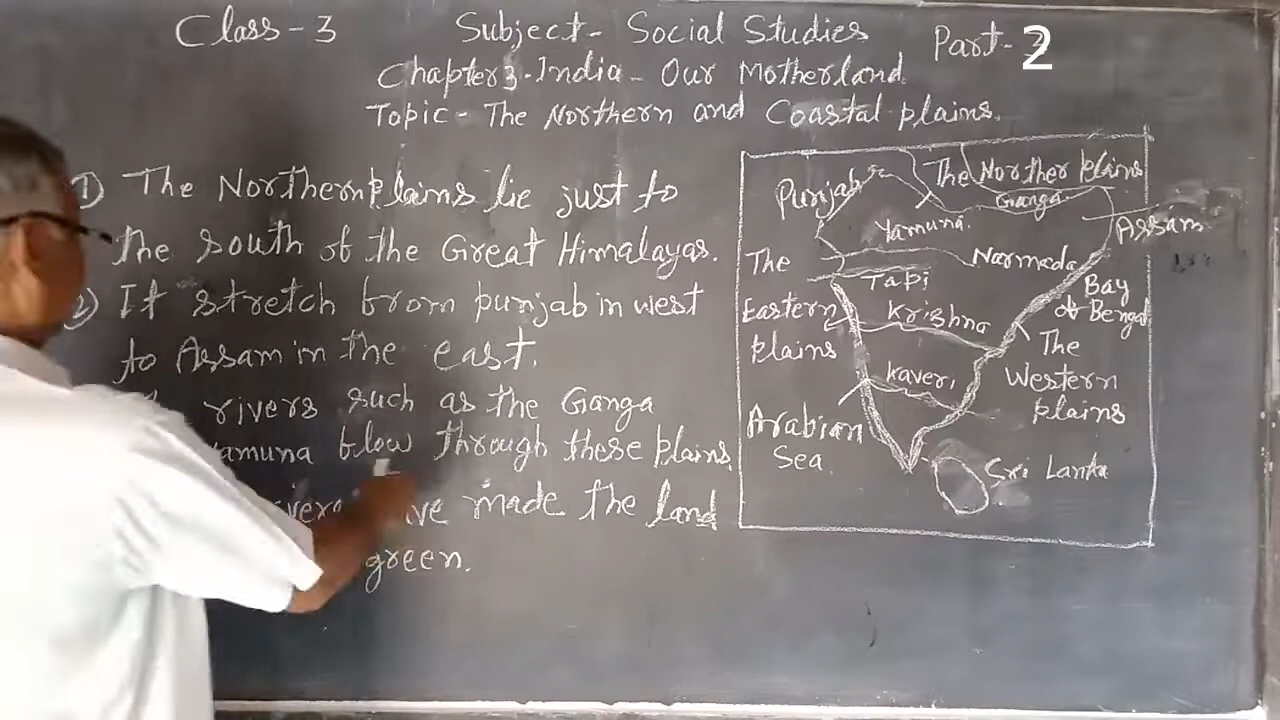 Class - 3
Subject - Social Studies
Part - 2
Chapter 3. India - Our Motherland
Topic - The Northern and Coastal plains.
1) The Northern plains lie just to
the south of the Great Himalayas.
2) It stretch from punjab in west
to Assam in the east.
rivers such as the Ganga
amuna flow through these plains.
made the land
green.
Punjab
The Norther plains
Ganga
Yamuna.
Assam
The
Eastern
plains
Narmada
Tapi
Bay
of Bengal
Krishna
The
Western
plains
Kaveri
Arabian
Sea
Sri Lanka